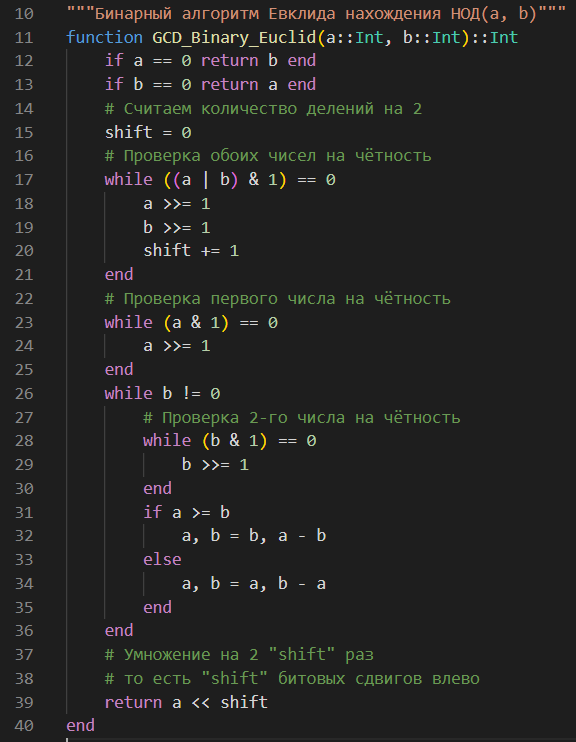 10 """Бинарный алгоритм Евклида нахождения НОД(a, b)"""
11 function GCD_Binary_Euclid(a::Int, b::Int)::Int
12     if a == 0 return b end
13     if b == 0 return a end
14     # Считаем количество делений на 2
15     shift = 0
16     # Проверка обоих чисел на чётность
17     while ((a | b) & 1) == 0
18         a >>= 1
19         b >>= 1
20         shift += 1
21     end
22     # Проверка первого числа на чётность
23     while (a & 1) == 0
24         a >>= 1
25     end
26     while b != 0
27         # Проверка 2-го числа на чётность
28         while (b & 1) == 0
29             b >>= 1
30         end
31         if a >= b
32             a, b = b, a - b
33         else
34             a, b = a, b - a
35         end
36     end
37     # Умножение на 2 "shift" раз
38     # то есть "shift" битовых сдвигов влево
39     return a << shift
40 end